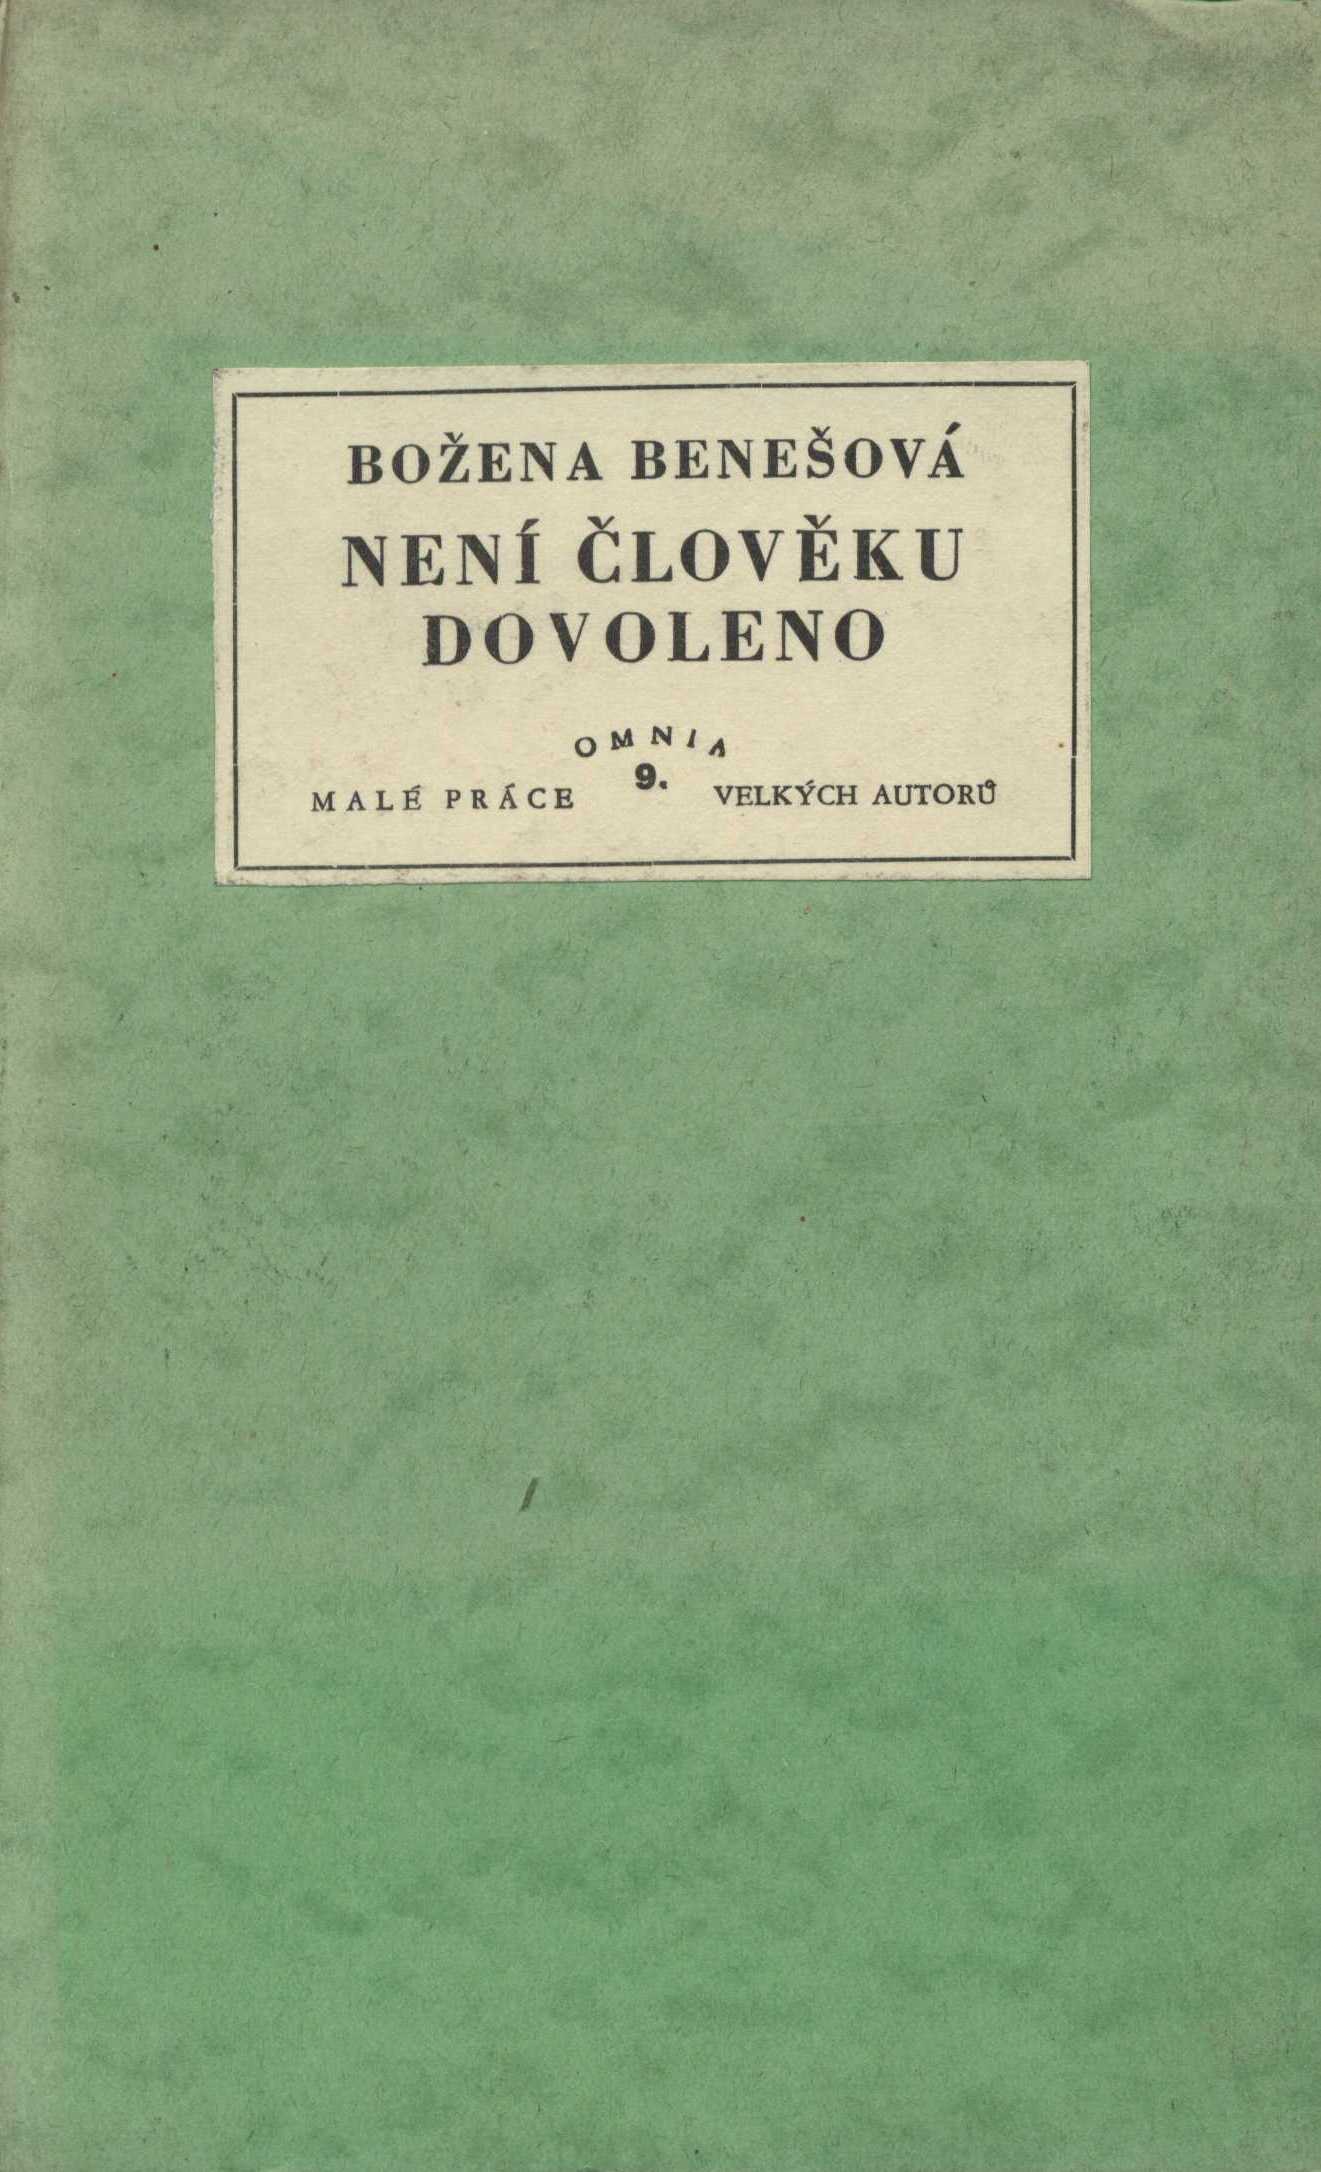 BOŽENA BENEŠOVÁ
NENÍ ČLOVĚKU
DOVOLENO
OMNIA
MALÉ PRÁCE 9. VELKÝCH AUTORŮ